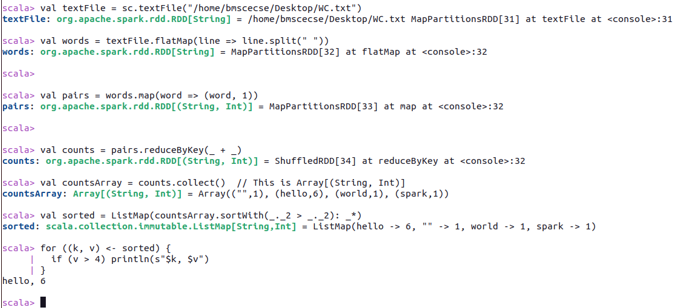 scala> val textFile = sc.textFile("/home/bmscecse/Desktop/WC.txt")
textFile: org.apache.spark.rdd.RDD[String] = /home/bmscecse/Desktop/WC.txt MapPartitionsRDD[31] at textFile at <console>:31
scala> val words = textFile.flatMap(line => line.split(" "))
words: org.apache.spark.rdd.RDD[String] = MapPartitionsRDD[32] at flatMap at <console>:32
scala>
scala> val pairs = words.map(word => (word, 1))
pairs: org.apache.spark.rdd.RDD[(String, Int)] = MapPartitionsRDD[33] at map at <console>:32
scala>
scala> val counts = pairs.reduceByKey(_ + _)
counts: org.apache.spark.rdd.RDD[(String, Int)] = ShuffledRDD[34] at reduceByKey at <console>:32
scala> val countsArray = counts.collect()  // This is Array[(String, Int)]
countsArray: Array[(String, Int)] = Array(("",1), (hello,6), (world,1), (spark,1))
scala> val sorted = ListMap(countsArray.sortWith(_._2 > _._2): _*)
sorted: scala.collection.immutable.ListMap[String,Int] = ListMap(hello -> 6, "" -> 1, world -> 1, spark -> 1)
scala> for ((k, v) <- sorted) {
     |   if (v > 4) println(s"$k, $v")
     | }
hello, 6
scala>